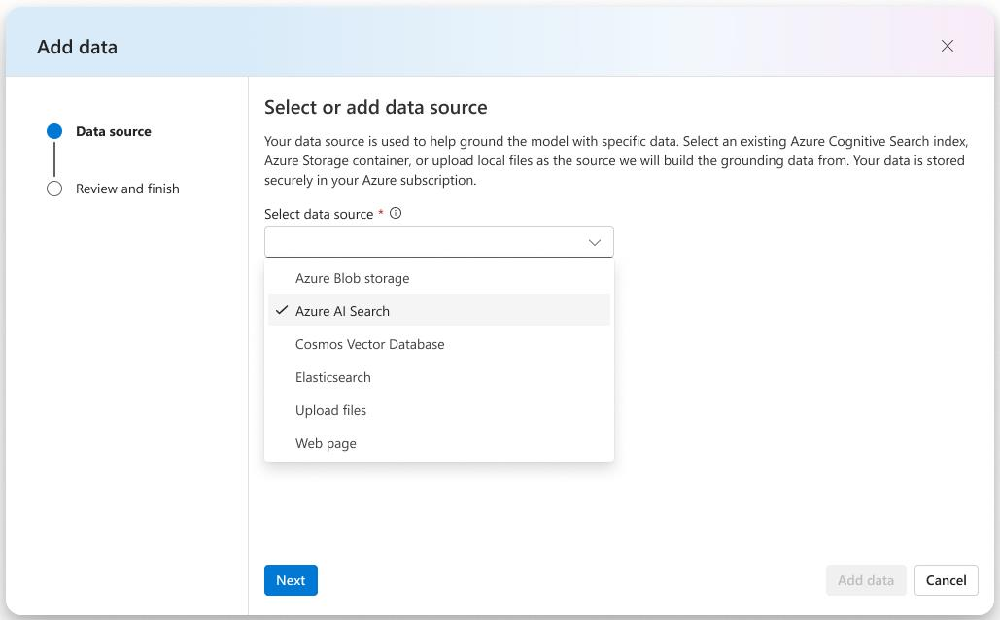 Add data
Data source
Review and finish
Select or add data source
Your data source is used to help ground the model with specific data. Select an existing Azure Cognitive Search index,
Azure Storage container, or upload local files as the source we will build the grounding data from. Your data is stored
securely in your Azure subscription.
Select data source *
Azure Blob storage
Azure AI Search
Cosmos Vector Database
Elasticsearch
Upload files
Web page
Next
Add data
Cancel